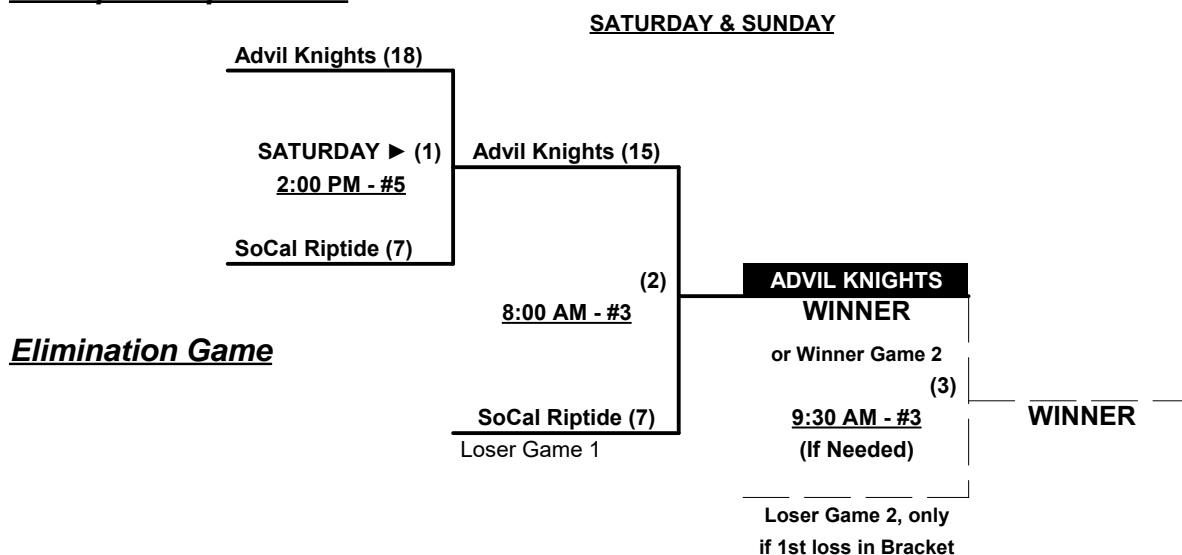 SATURDAY & SUNDAY
Advil Knights (18)
SATURDAY ► (1)
2:00 PM - #5
SoCal Riptide (7)
Advil Knights (15)
(2)
8:00 AM - #3
Elimination Game
SoCal Riptide (7)
Loser Game 1
ADVIL KNIGHTS
WINNER
or Winner Game 2
(3)
9:30 AM - #3
(If Needed)
WINNER
Loser Game 2, only
if 1st loss in Bracket